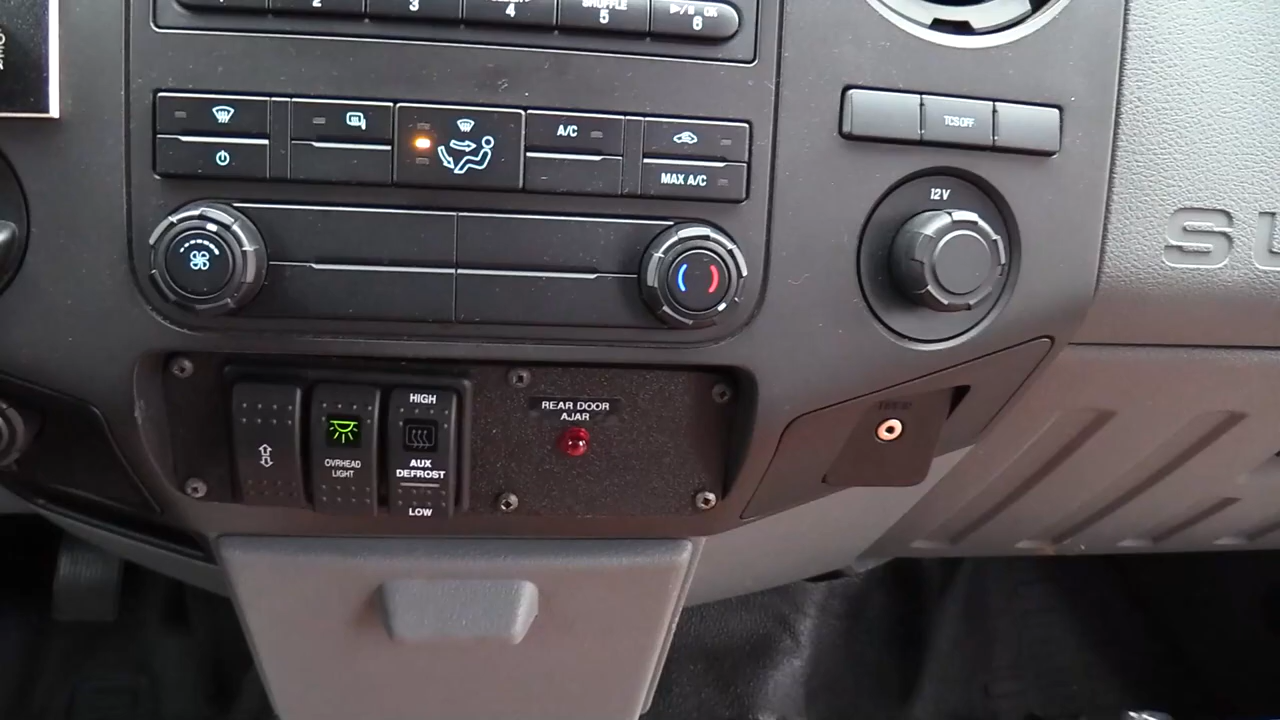 2
3
4
SHUFFLE
5
6
A/C
MAX A/C
TCS OFF
12V
SU
HIGH
OVRHEAD
LIGHT
AUX
DEFROST
LOW
REAR DOOR
AJAR